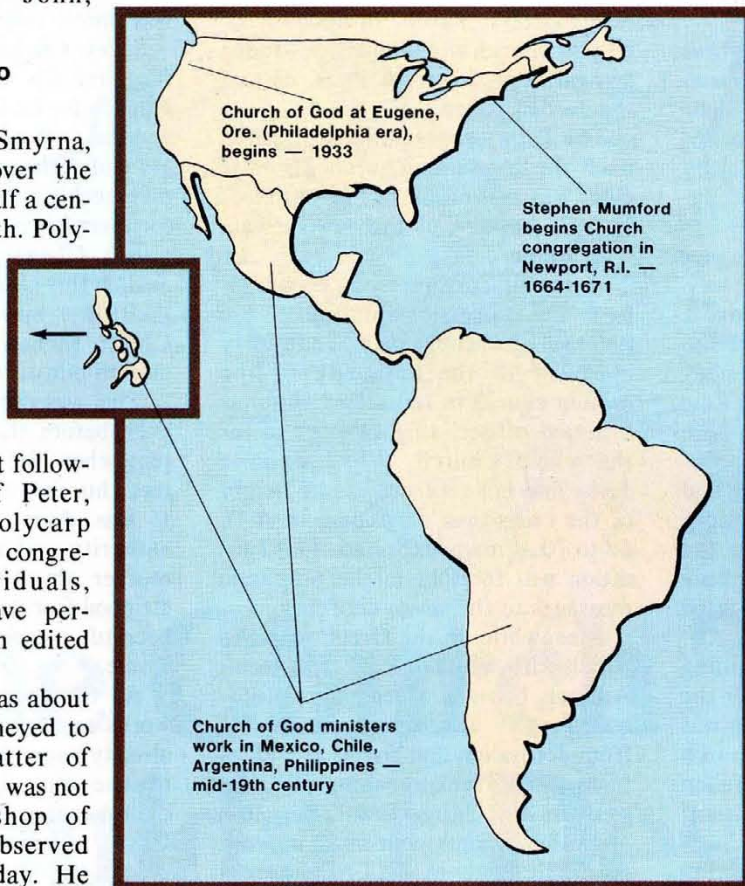 John,
o
Smyrna,
over the
alf a cen-
th. Poly-
t follow-
f Peter,
olycarp
congre-
viduals,
ave per-
n edited
as about
neyed to
atter of
was not
shop of
bserved
day. He
Church of God at Eugene,
Ore. (Philadelphia era),
begins — 1933
Stephen Mumford
begins Church
congregation in
Newport, R.I. —
1664-1671
Church of God ministers
work in Mexico, Chile,
Argentina, Philippines —
mid-19th century